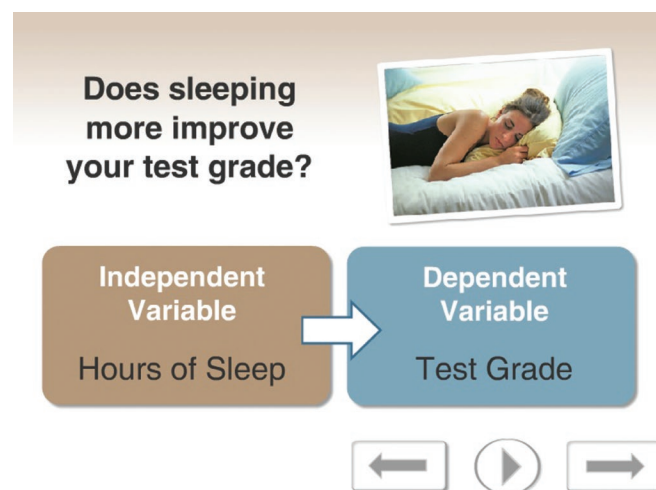 Does sleeping
more improve
your test grade?
Independent
Variable
Hours of Sleep
Dependent
Variable
Test Grade